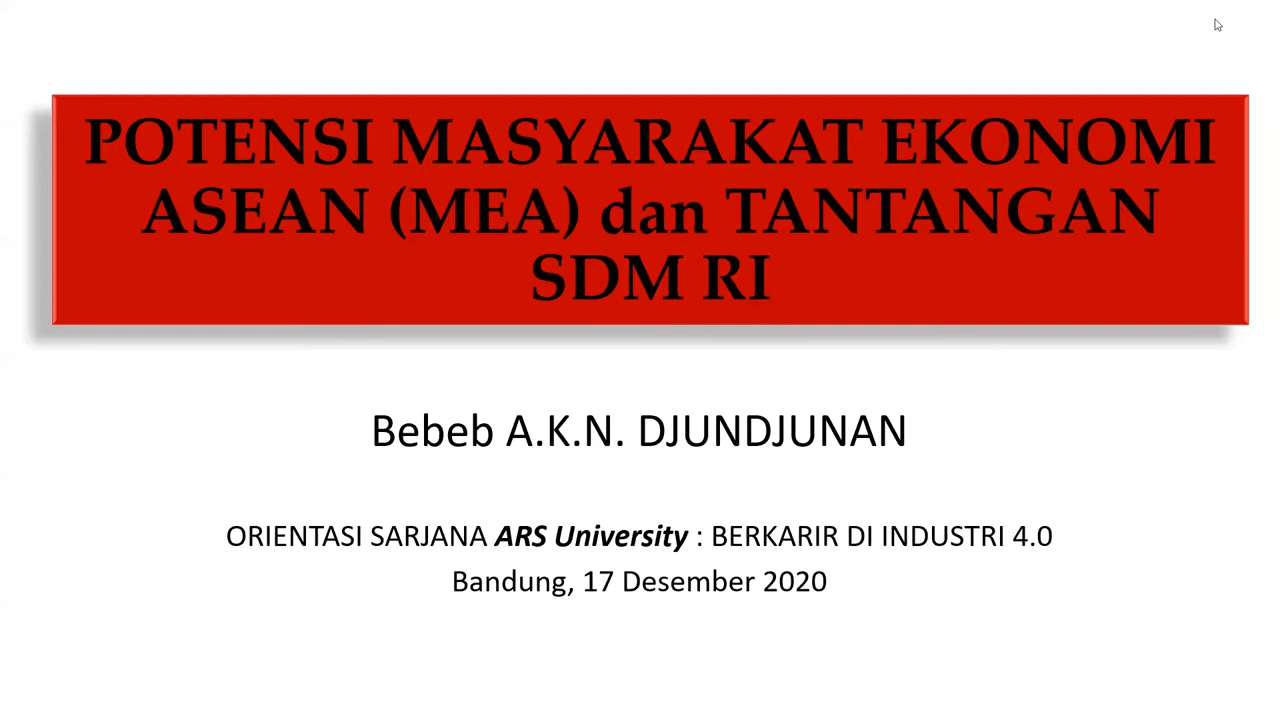 POTENSI MASYARAKAT EKONOMI
ASEAN (MEA) dan TANTANGAN
SDM RI
Bebeb A.K.N. DJUNDJUNAN
ORIENTASI SARJANA ARS University : BERKARIR DI INDUSTRI 4.0
Bandung, 17 Desember 2020